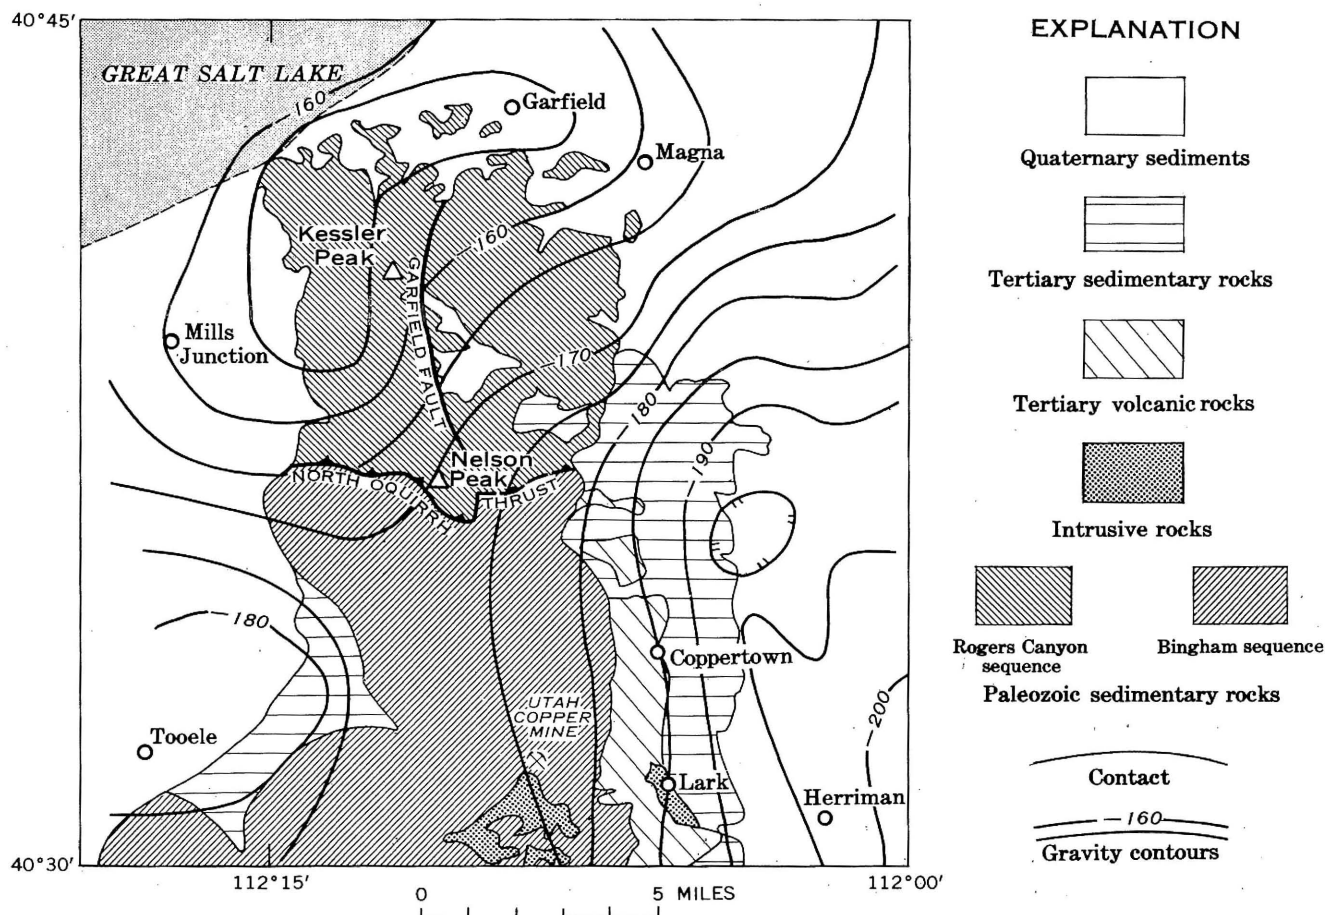 40°45'
GREAT SALT LAKE
160
Garfield
Magna
Kessler
Peak
160
GARFIELD FAULT
Mills
Junction
170
180
190
Nelson
Peak
NORTH OQUIRRH THRUST
180
Coppertown
UTAH
COPPER
MINE
200
Tooele
Lark
Herriman
40°30'
112°15'
112°00'
0 5 MILES
EXPLANATION
Quaternary sediments
Tertiary sedimentary rocks
Tertiary volcanic rocks
Intrusive rocks
Rogers Canyon
sequence
Bingham sequence
Paleozoic sedimentary rocks
Contact
160
Gravity contours